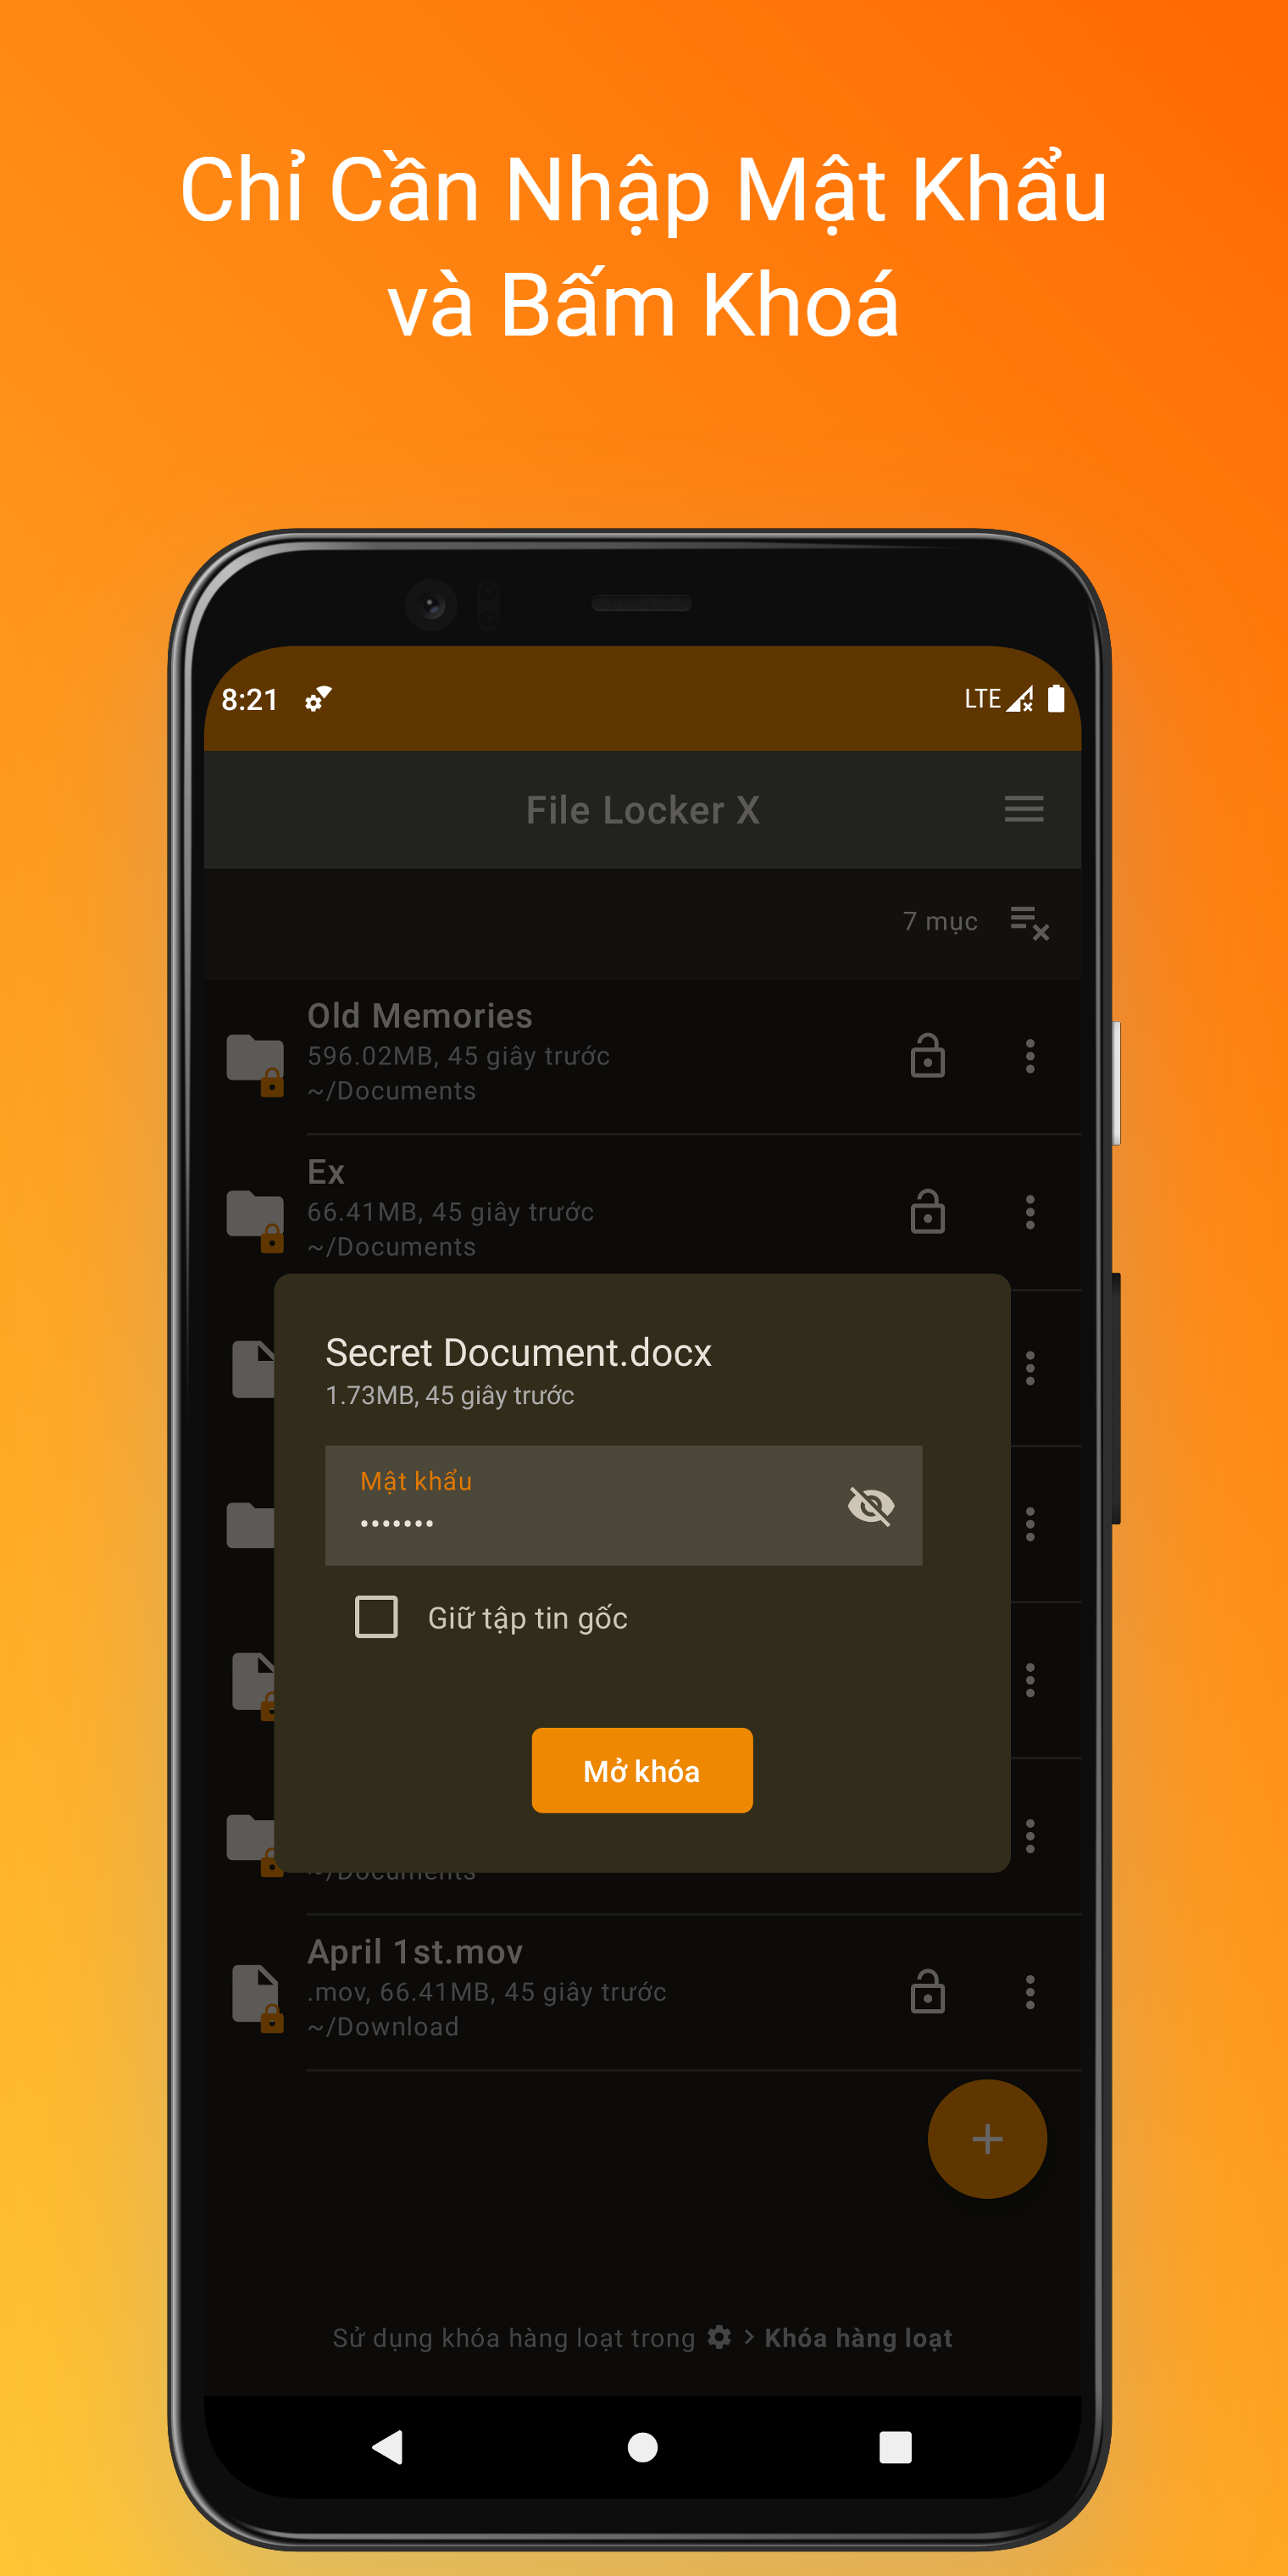 Chỉ Cần Nhập Mật Khẩu
và Bấm Khoá
8:21
LTE
File Locker X
7 mục
Old Memories
596.02MB, 45 giây trước
~/Documents
Ex
66.41MB, 45 giây trước
~/Documents
Secret Document.docx
1.73MB, 45 giây trước
Mật khẩu
•••••••
Giữ tập tin gốc
Mở khóa
~/Documents
April 1st.mov
.mov, 66.41MB, 45 giây trước
~/Download
Sử dụng khóa hàng loạt trong > Khóa hàng loạt